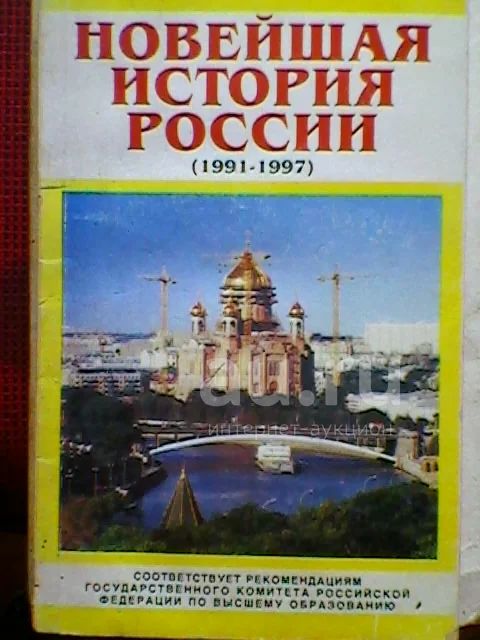 НОВЕЙШАЯ
ИСТОРИЯ
РОССИИ
(1991-1997)
au.ru
интернет-аукцион
СООТВЕТСТВУЕТ РЕКОМЕНДАЦИЯМ
ГОСУДАРСТВЕННОГО КОМИТЕТА РОССИЙСКОЙ
ФЕДЕРАЦИИ ПО ВЫСШЕМУ ОБРАЗОВАНИЮ